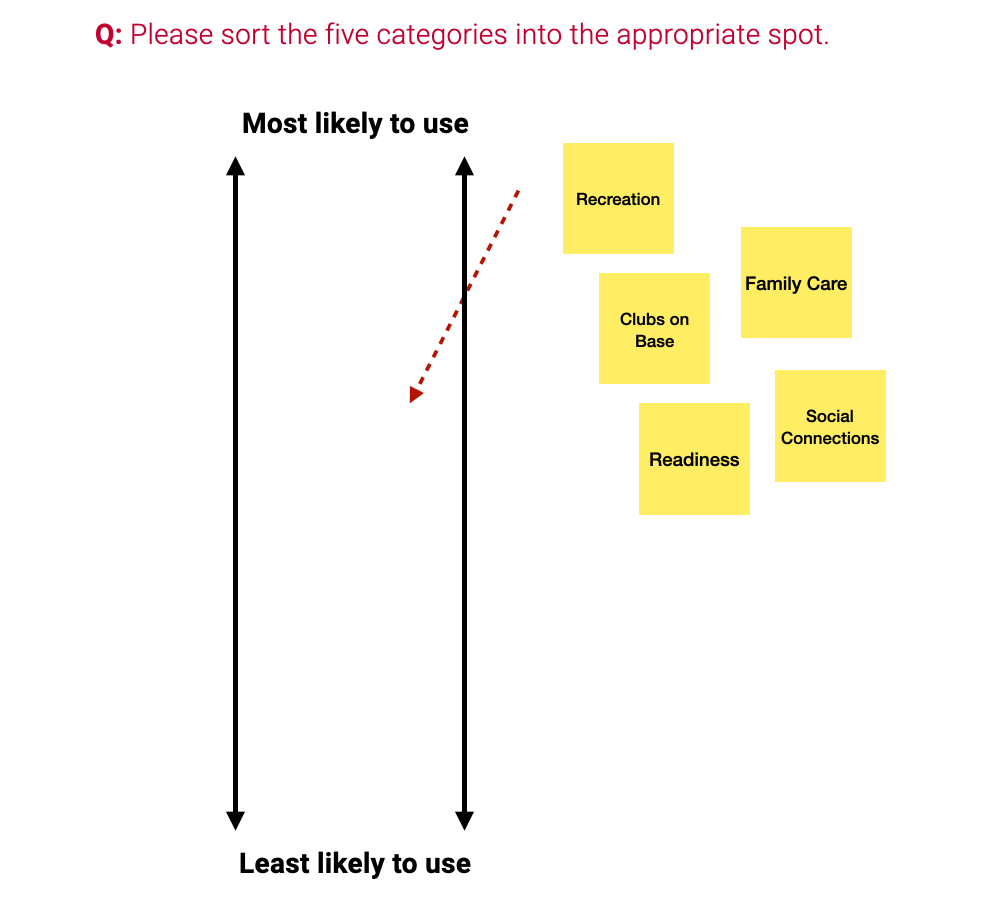 Q: Please sort the five categories into the appropriate spot.
Most likely to use
Recreation
Family Care
Clubs on
Base
Social
Connections
Readiness
Least likely to use